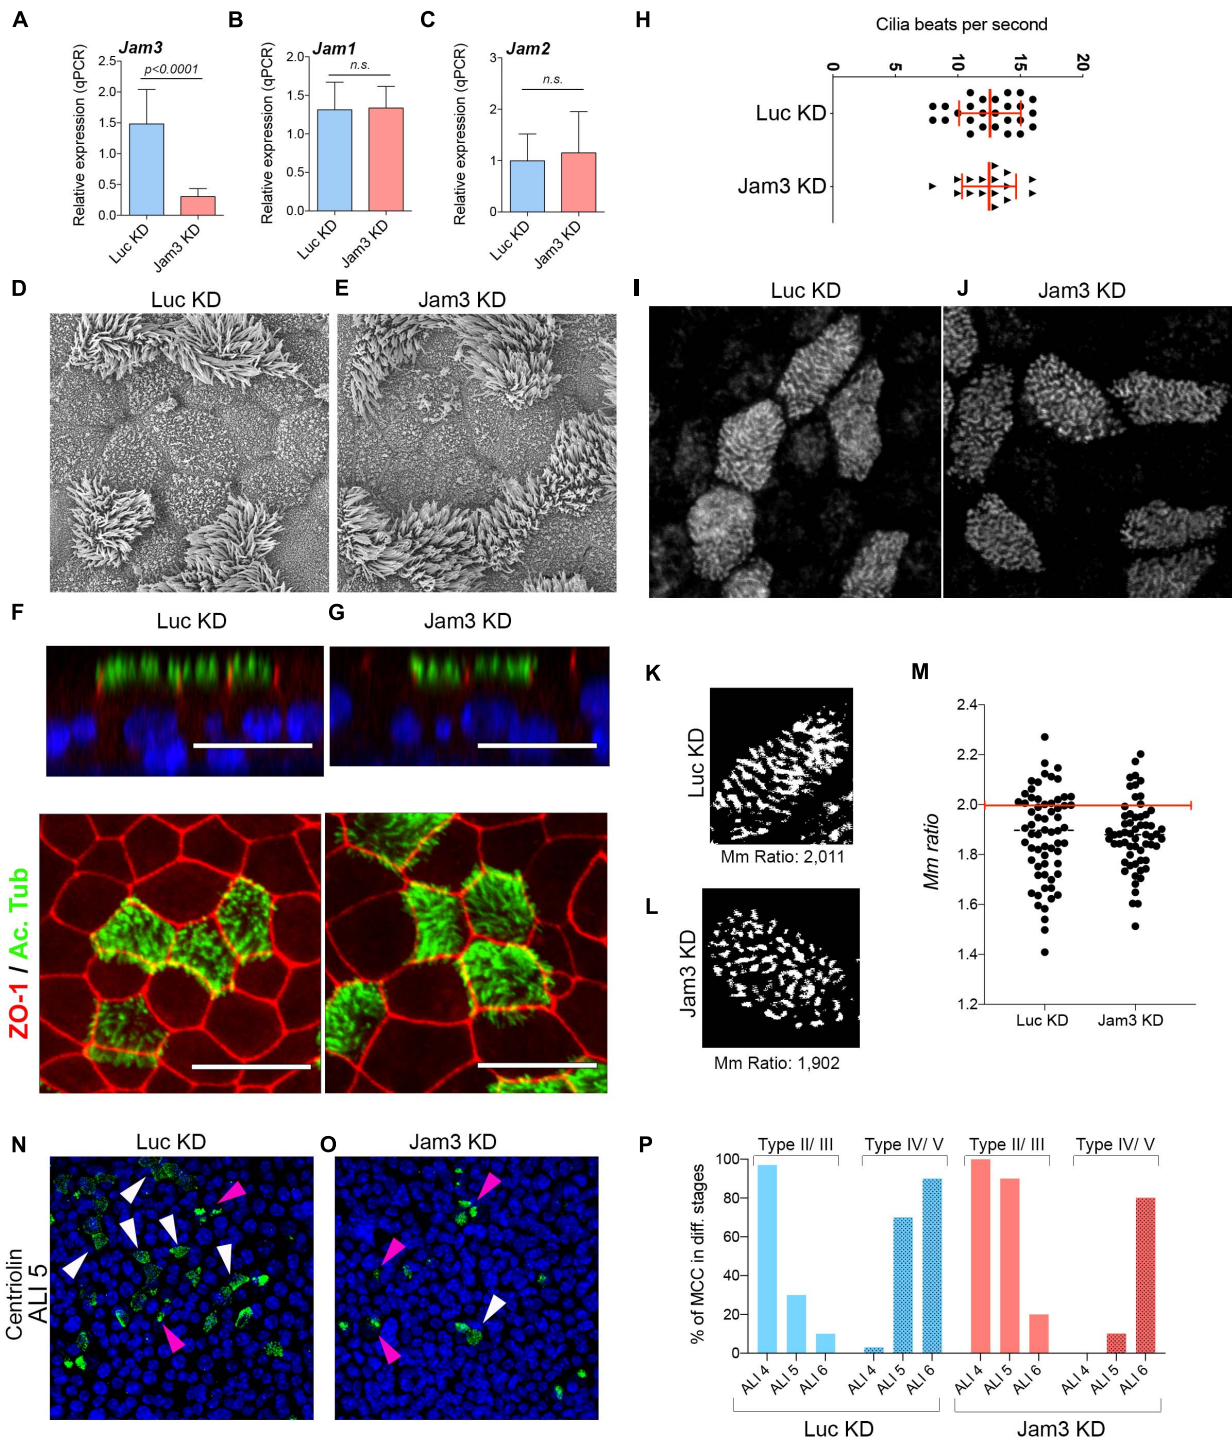 A
Jam3
Relative expression (qPCR)
2.5
2.0
1.5
1.0
0.5
0.0
p<0.0001
Luc KD
Jam3 KD
B
Jam1
Relative expression (qPCR)
2.0
1.5
1.0
0.5
0.0
n.s.
Luc KD
Jam3 KD
C
Jam2
Relative expression (qPCR)
3
2
1
0
n.s.
Luc KD
Jam3 KD
H
Cilia beats per second
0 5 10 15 20
Luc KD
Jam3 KD
D
Luc KD
E
Jam3 KD
I
Luc KD
J
Jam3 KD
F
Luc KD
G
Jam3 KD
ZO-1 / Ac. Tub
K
Luc KD
Mm Ratio: 2,011
L
Jam3 KD
Mm Ratio: 1,902
M
Mm ratio
2.4
2.2
2.0
1.8
1.6
1.4
1.2
Luc KD Jam3 KD
N
Luc KD
O
Jam3 KD
Centriolin
ALI 5
P
Type II/ III Type IV/ V Type II/ III Type IV/ V
% of MCC in diff. stages
100
80
60
40
20
0
ALI 4 ALI 5 ALI 6 ALI 4 ALI 5 ALI 6 ALI 4 ALI 5 ALI 6 ALI 4 ALI 5 ALI 6
Luc KD Jam3 KD